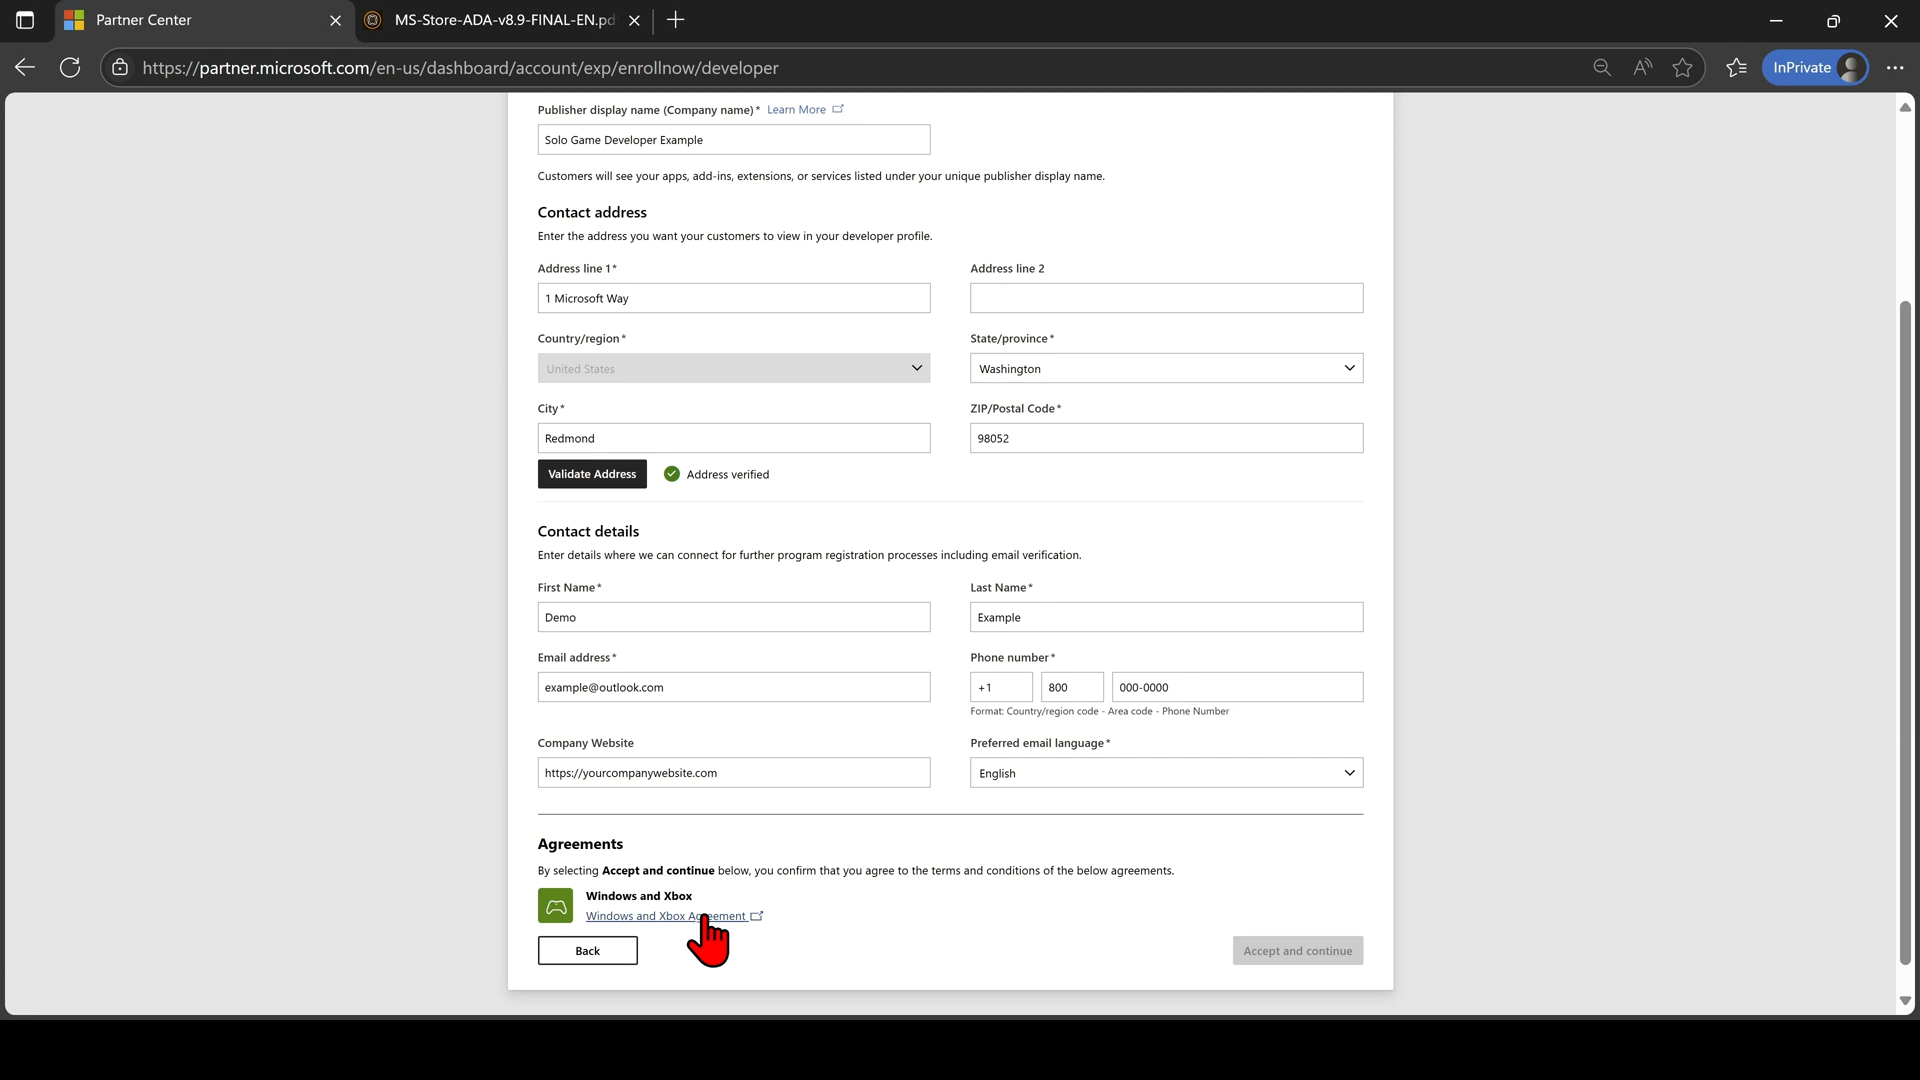 Partner Center
MS-Store-ADA-v8.9-FINAL-EN.pd
https://partner.microsoft.com/en-us/dashboard/account/exp/enrollnow/developer
InPrivate
Publisher display name (Company name)* Learn More
Solo Game Developer Example
Customers will see your apps, add-ins, extensions, or services listed under your unique publisher display name.
Contact address
Enter the address you want your customers to view in your developer profile.
Address line 1*
Address line 2
1 Microsoft Way
Country/region*
State/province*
United States
Washington
City*
ZIP/Postal Code*
Redmond
98052
Validate Address
Address verified
Contact details
Enter details where we can connect for further program registration processes including email verification.
First Name*
Last Name*
Demo
Example
Email address*
Phone number*
example@outlook.com
+1 800 000-0000
Format: Country/region code - Area code - Phone Number
Company Website
Preferred email language*
https://yourcompanywebsite.com
English
Agreements
By selecting Accept and continue below, you confirm that you agree to the terms and conditions of the below agreements.
Windows and Xbox
Windows and Xbox Agreement
Back
Accept and continue